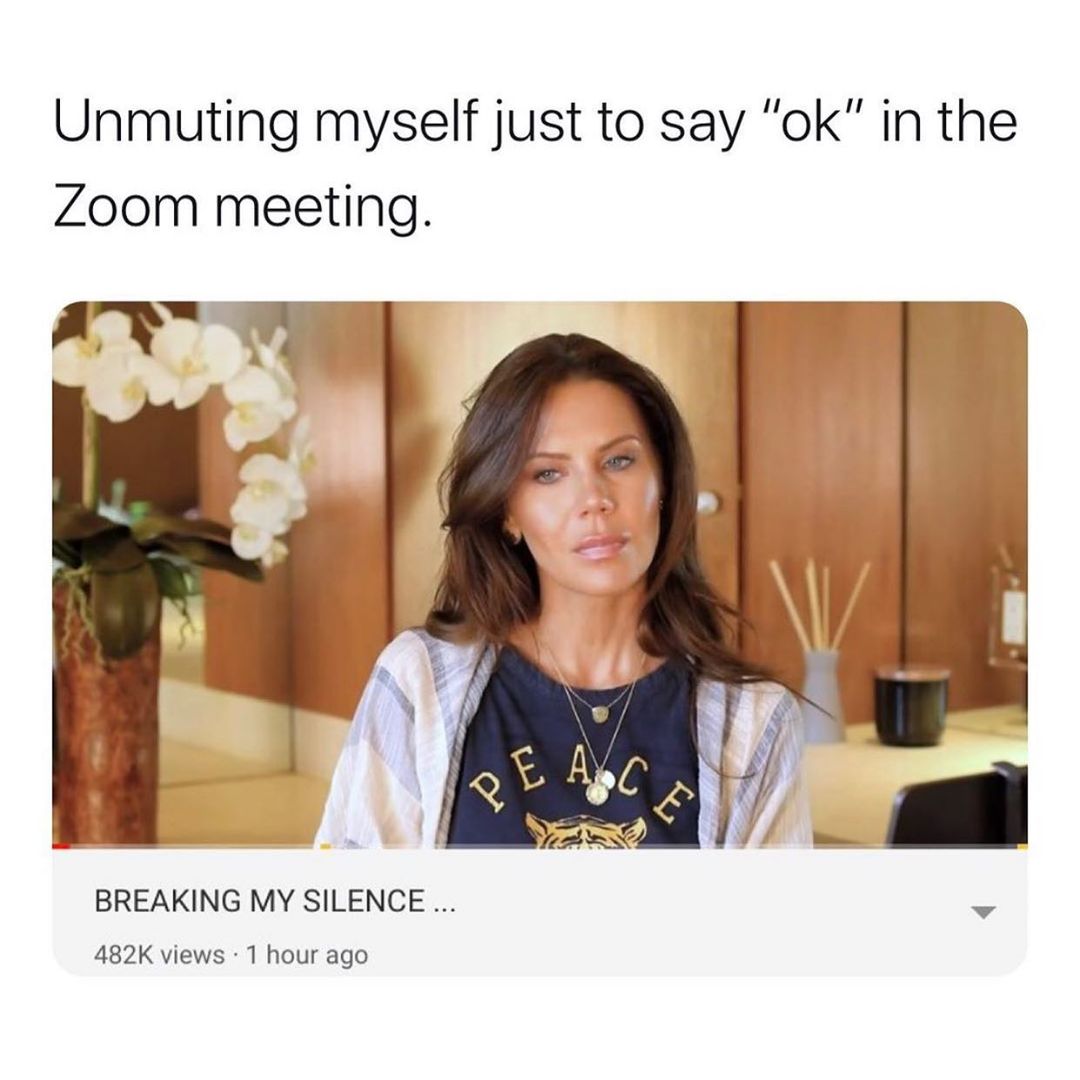 Unmuting myself just to say “ok” in the
Zoom meeting.
PEACE
BREAKING MY SILENCE ...
482K views · 1 hour ago